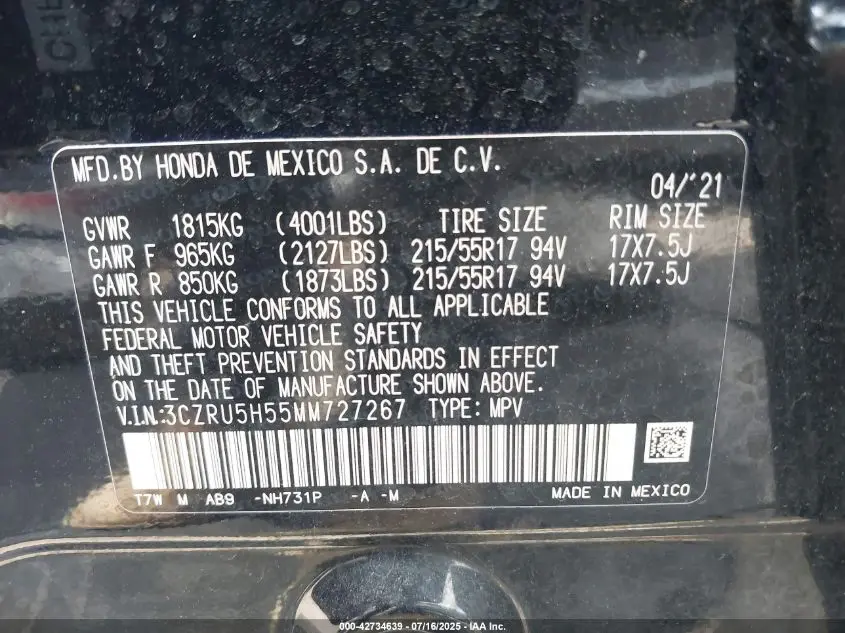 MFD.BY HONDA DE MEXICO S.A. DE C.V.
04/'21
GVWR 1815KG (4001LBS) TIRE SIZE RIM SIZE
GAWR F 965KG (2127LBS) 215/55R17 94V 17X7.5J
GAWR R 850KG (1873LBS) 215/55R17 94V 17X7.5J
THIS VEHICLE CONFORMS TO ALL APPLICABLE
FEDERAL MOTOR VEHICLE SAFETY
AND THEFT PREVENTION STANDARDS IN EFFECT
ON THE DATE OF MANUFACTURE SHOWN ABOVE.
V.I.N:3CZRU5H55MM727267 TYPE: MPV
T7W M AB9 -NH731P -A -M MADE IN MEXICO
000-42734639 - 07/16/2025 - IAA Inc.